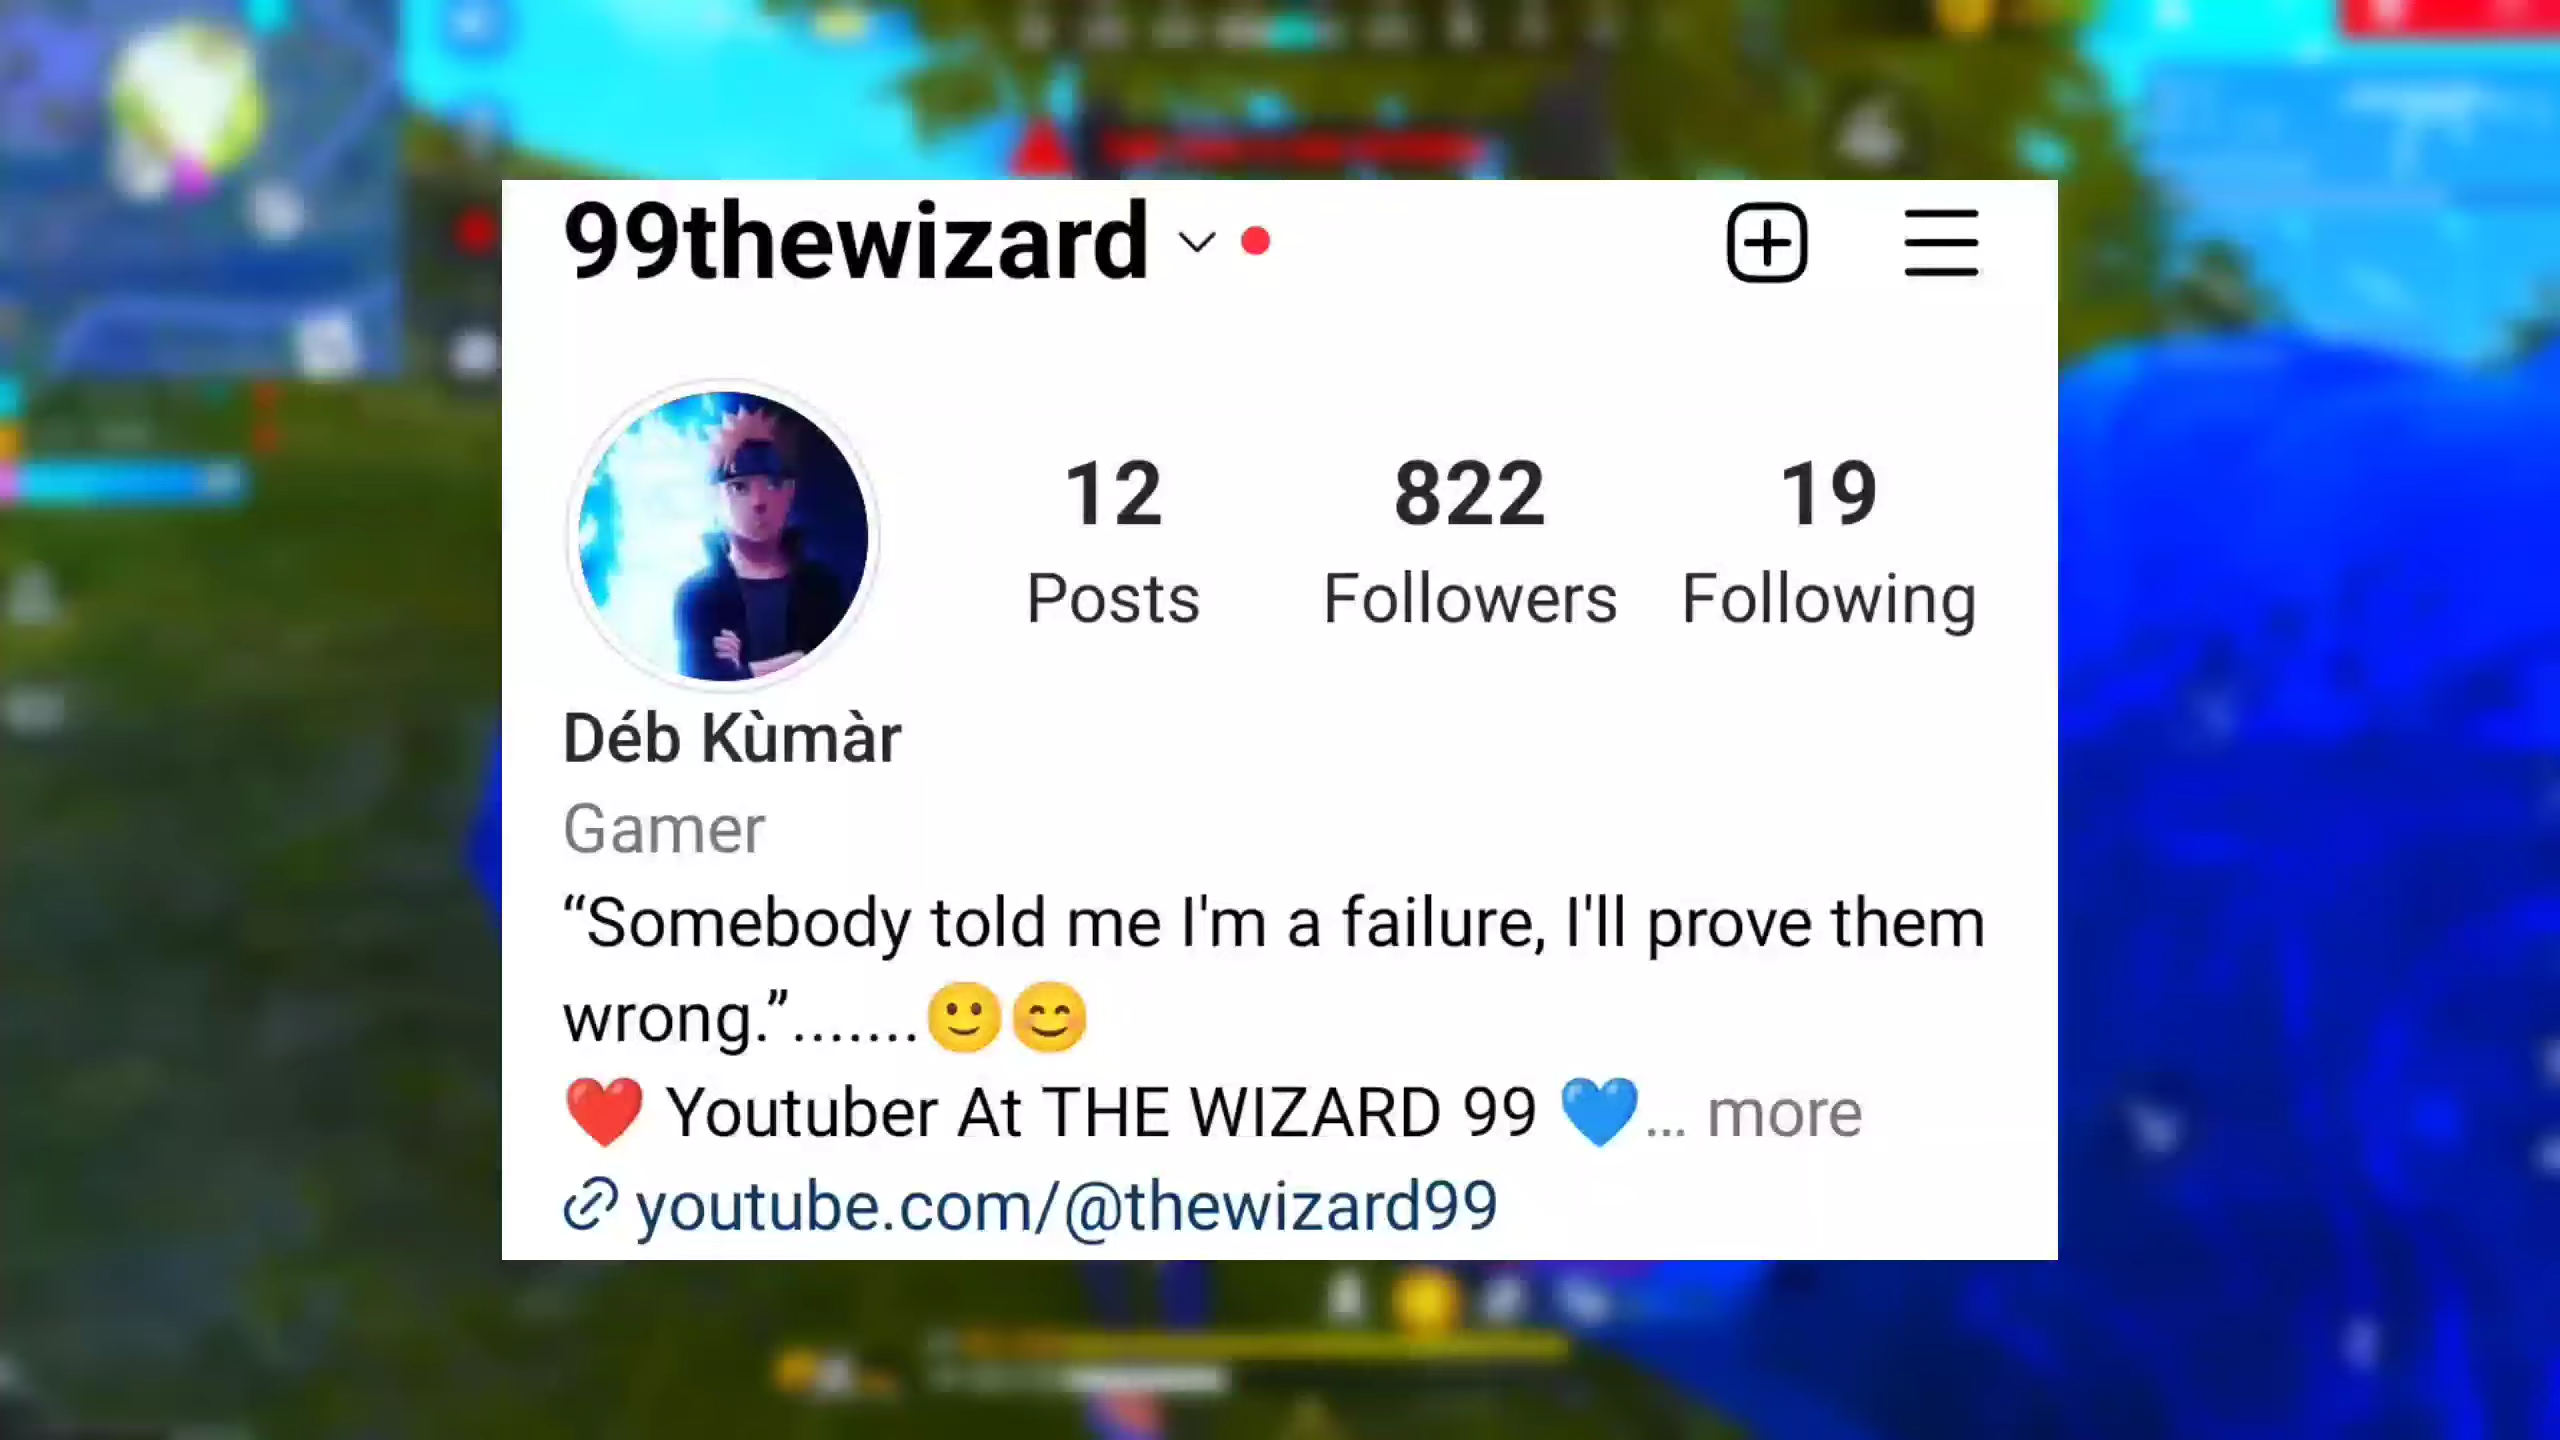 99thewizard
12 822 19
Posts Followers Following
Déb Kùmàr
Gamer
“Somebody told me I'm a failure, I'll prove them
wrong.”.......🙂😊
❤️ Youtuber At THE WIZARD 99 💙... more
youtube.com/@thewizard99